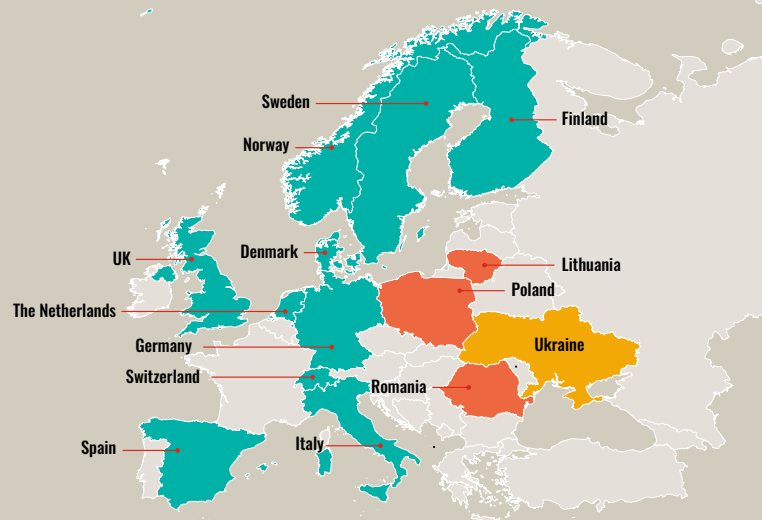 Sweden
Finland
Norway
Denmark
UK
Lithuania
Poland
The Netherlands
Ukraine
Germany
Switzerland
Romania
Italy
Spain